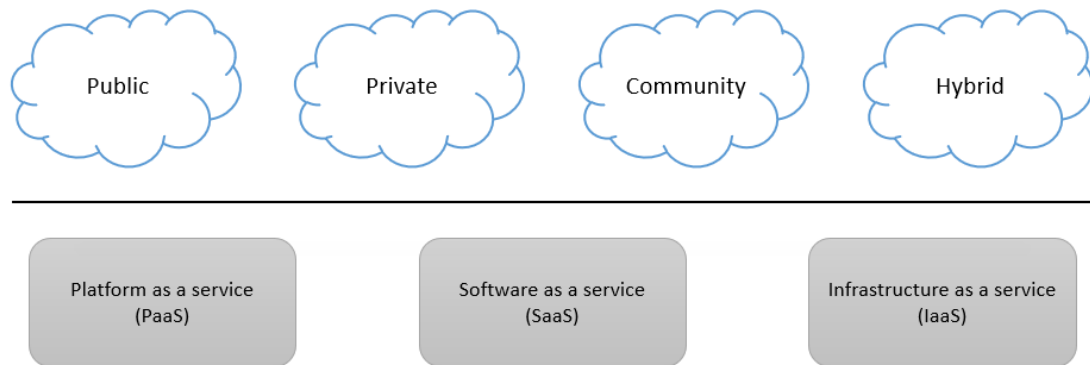 Public
Private
Community
Hybrid
Platform as a service
(PaaS)
Software as a service
(SaaS)
Infrastructure as a service
(IaaS)